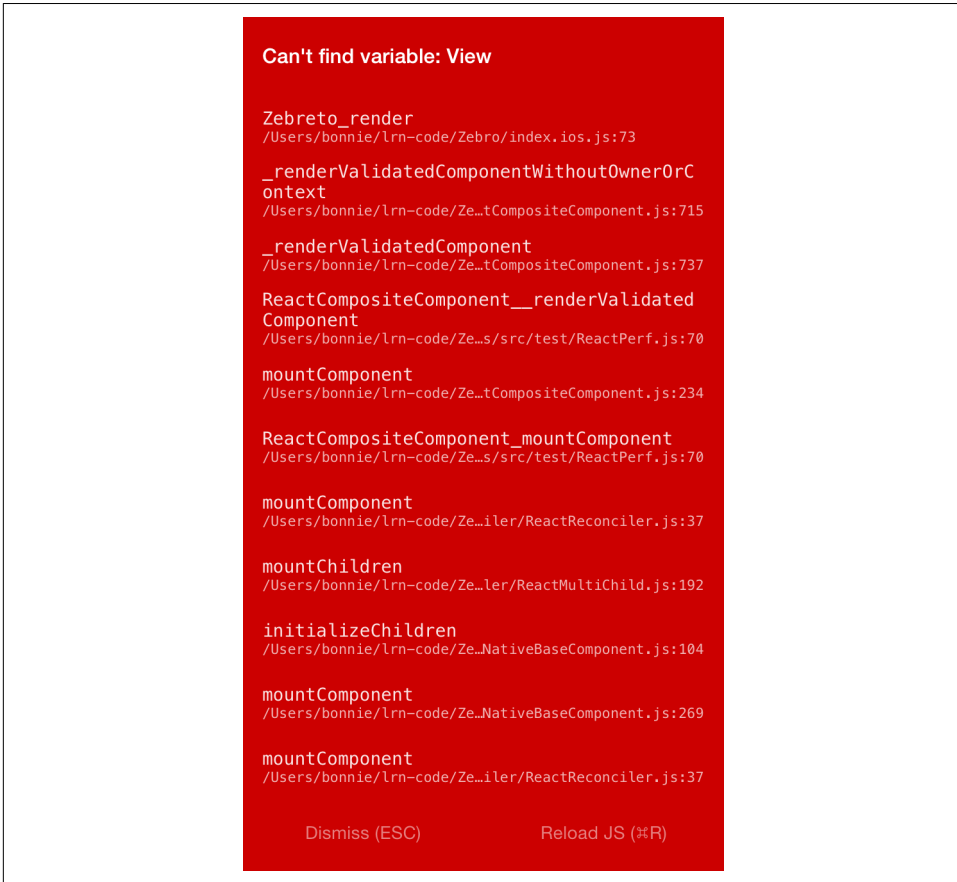 Can't find variable: View
Zebreto_render
/Users/bonnie/lrn-code/Zebro/index.ios.js:73
_renderValidatedComponentWithoutOwnerOrC
ontext
/Users/bonnie/lrn-code/Ze…tCompositeComponent.js:715
_renderValidatedComponent
/Users/bonnie/lrn-code/Ze…tCompositeComponent.js:737
ReactCompositeComponent__renderValidated
Component
/Users/bonnie/lrn-code/Ze…s/src/test/ReactPerf.js:70
mountComponent
/Users/bonnie/lrn-code/Ze…tCompositeComponent.js:234
ReactCompositeComponent_mountComponent
/Users/bonnie/lrn-code/Ze…s/src/test/ReactPerf.js:70
mountComponent
/Users/bonnie/lrn-code/Ze…iler/ReactReconciler.js:37
mountChildren
/Users/bonnie/lrn-code/Ze…ler/ReactMultiChild.js:192
initializeChildren
/Users/bonnie/lrn-code/Ze…NativeBaseComponent.js:104
mountComponent
/Users/bonnie/lrn-code/Ze…NativeBaseComponent.js:269
mountComponent
/Users/bonnie/lrn-code/Ze…iler/ReactReconciler.js:37
Dismiss (ESC) Reload JS (⌘R)